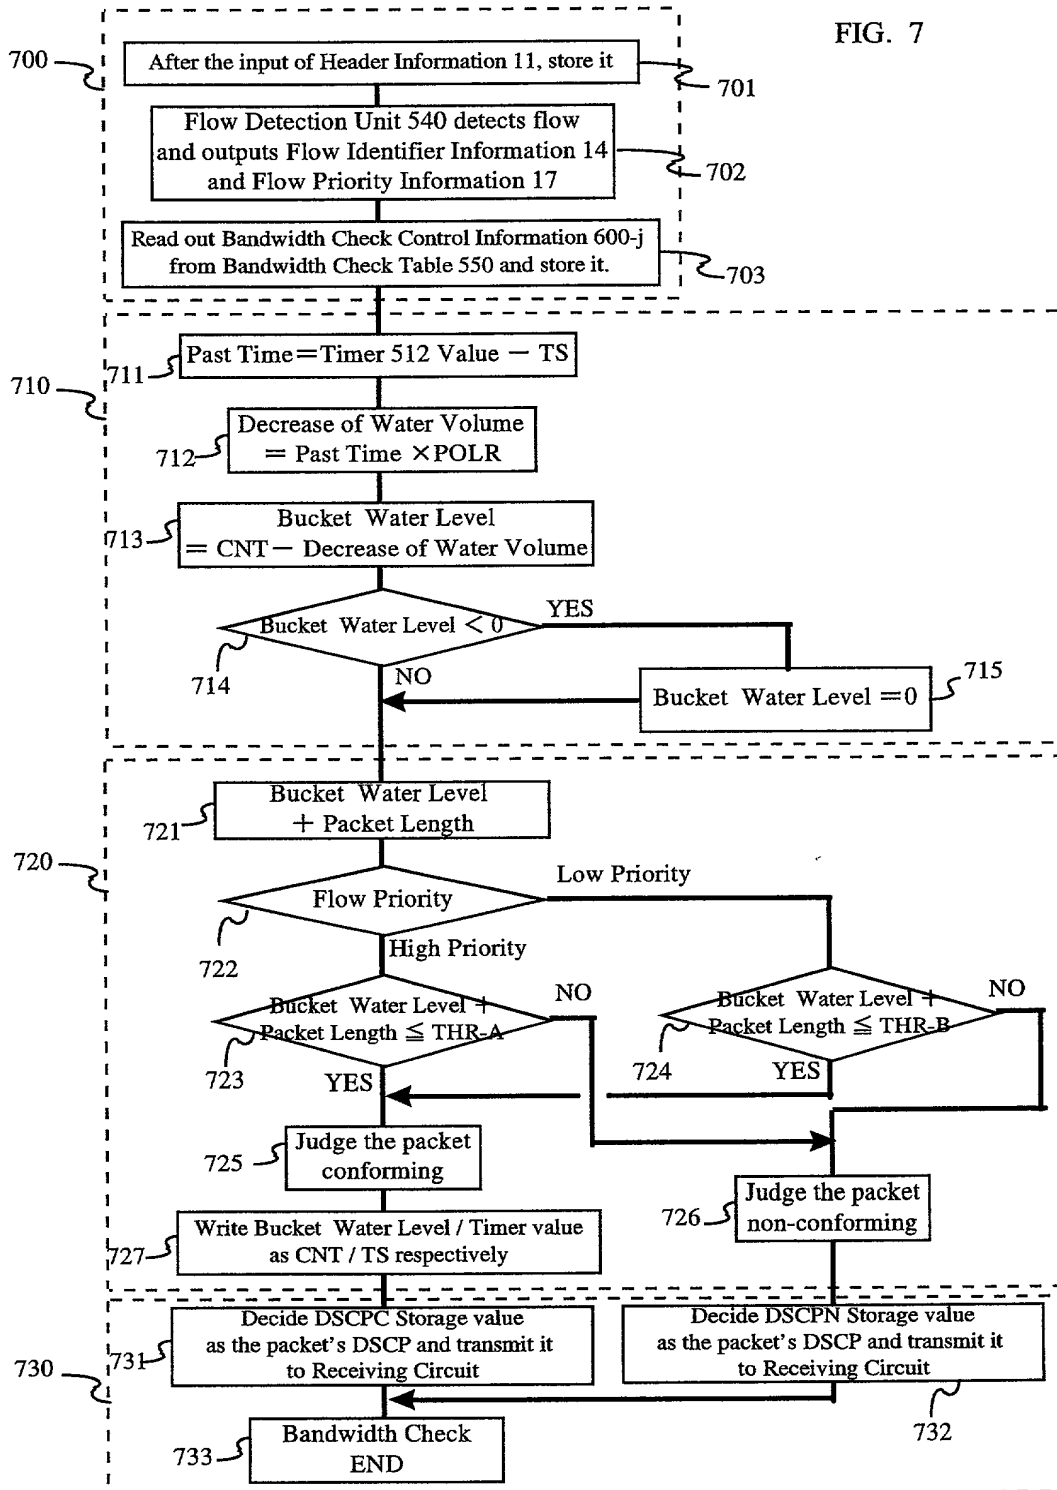 FIG. 7
700
After the input of Header Information 11, store it
701
Flow Detection Unit 540 detects flow
and outputs Flow Identifier Information 14
and Flow Priority Information 17
702
Read out Bandwidth Check Control Information 600-j
from Bandwidth Check Table 550 and store it.
703
710
Past Time＝Timer 512 Value － TS
711
Decrease of Water Volume
＝ Past Time ×POLR
712
Bucket Water Level
＝ CNT－ Decrease of Water Volume
713
Bucket Water Level ＜0
YES
714
NO
Bucket Water Level ＝0
715
720
Bucket Water Level
＋ Packet Length
721
Flow Priority
Low Priority
722
High Priority
Bucket Water Level ＋
Packet Length ≦ THR-A
NO
723
YES
Bucket Water Level ＋
Packet Length ≦ THR-B
NO
724
YES
Judge the packet
conforming
725
Judge the packet
non-conforming
726
Write Bucket Water Level / Timer value
as CNT / TS respectively
727
730
Decide DSCPC Storage value
as the packet's DSCP and transmit it
to Receiving Circuit
731
Decide DSCPN Storage value
as the packet's DSCP and transmit it
to Receiving Circuit
732
Bandwidth Check
END
733